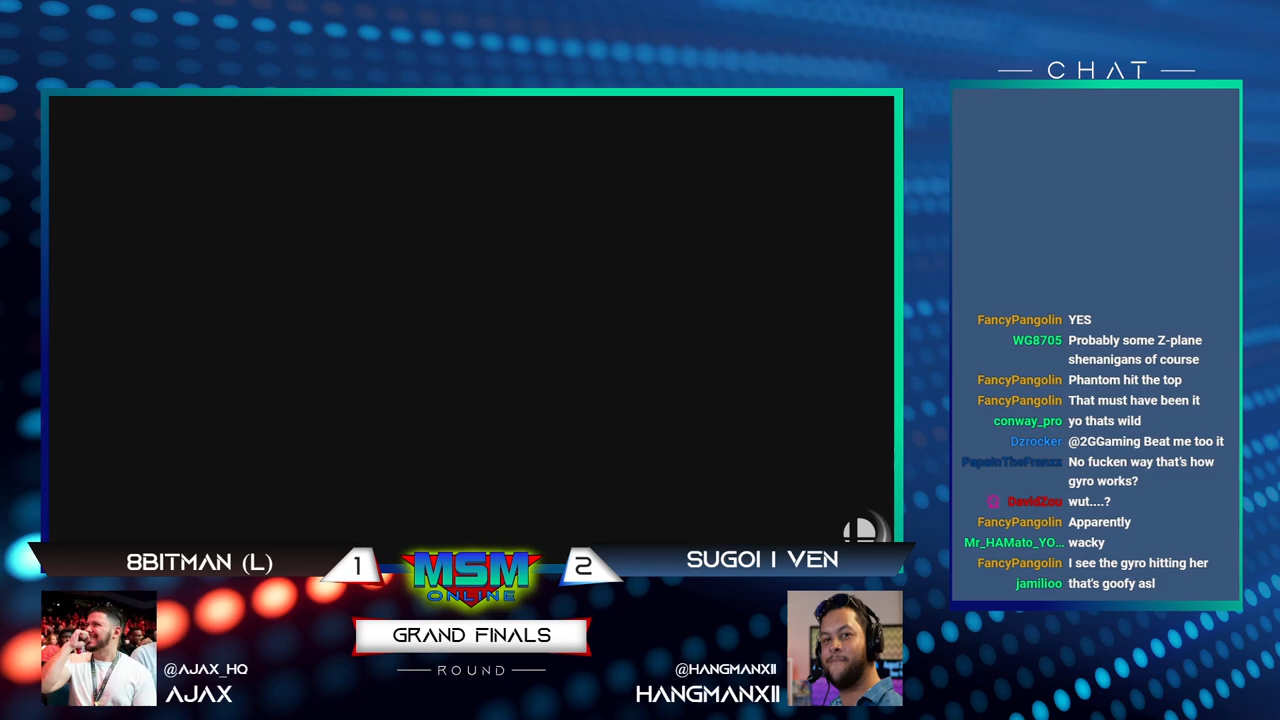 CHAT
FancyPangolin YES
WG8705 Probably some Z-plane
shenanigans of course
FancyPangolin Phantom hit the top
FancyPangolin That must have been it
conway_pro yo thats wild
Dzrocker @2GGaming Beat me too it
PapaInTheFranxx No fucken way that's how
gyro works?
DavidZou wut....?
FancyPangolin Apparently
Mr_HAMato_YO... wacky
FancyPangolin I see the gyro hitting her
jamilioo that's goofy asl
8BITMAN (L) 1
MSM
ONLINE
2 SUGOI | VEN
GRAND FINALS
ROUND
@AJAX_HQ
AJAX
@HANGMANXII
HANGMANXII